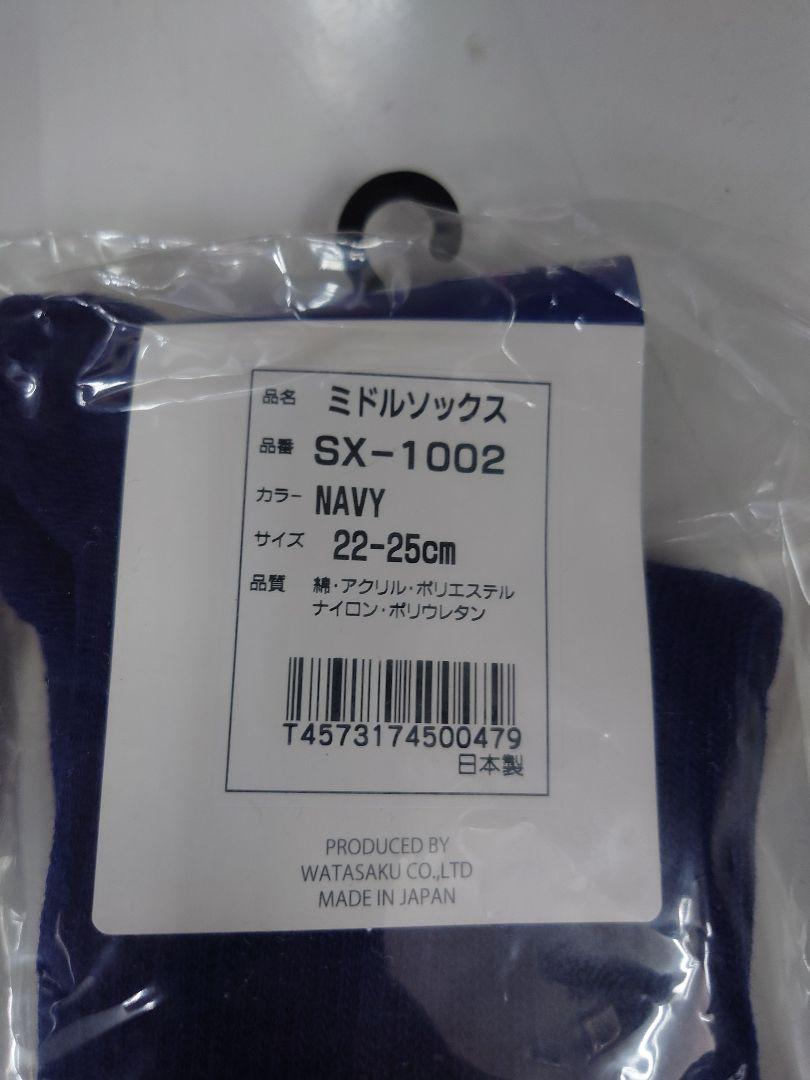 品名 ミドルソックス
品番 SX-1002
カラー NAVY
サイズ 22-25cm
品質 綿・アクリル・ポリエステル
ナイロン・ポリウレタン
T4573174500479
日本製
PRODUCED BY
WATASAKU CO.,LTD
MADE IN JAPAN